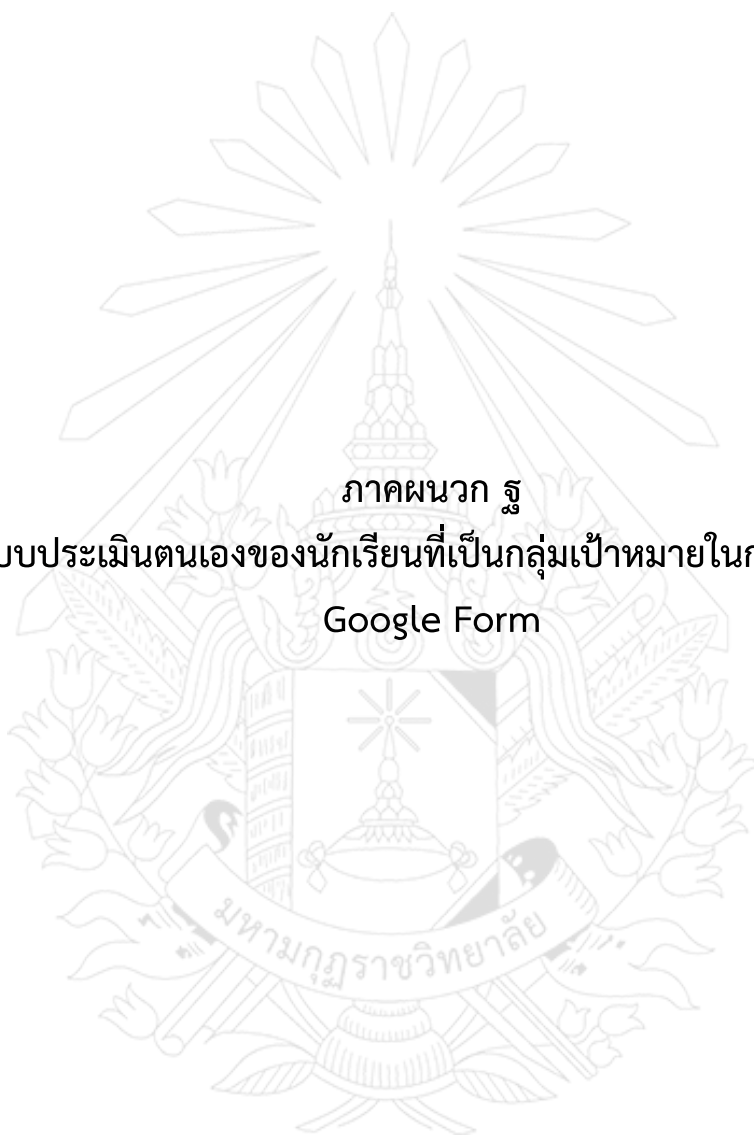 ภาคผนวก ฐ
บบประเมินตนเองของนักเรียนที่เป็นกลุ่มเป้าหมายใน
Google Form
มหามกุฏราชวิทยาลัย